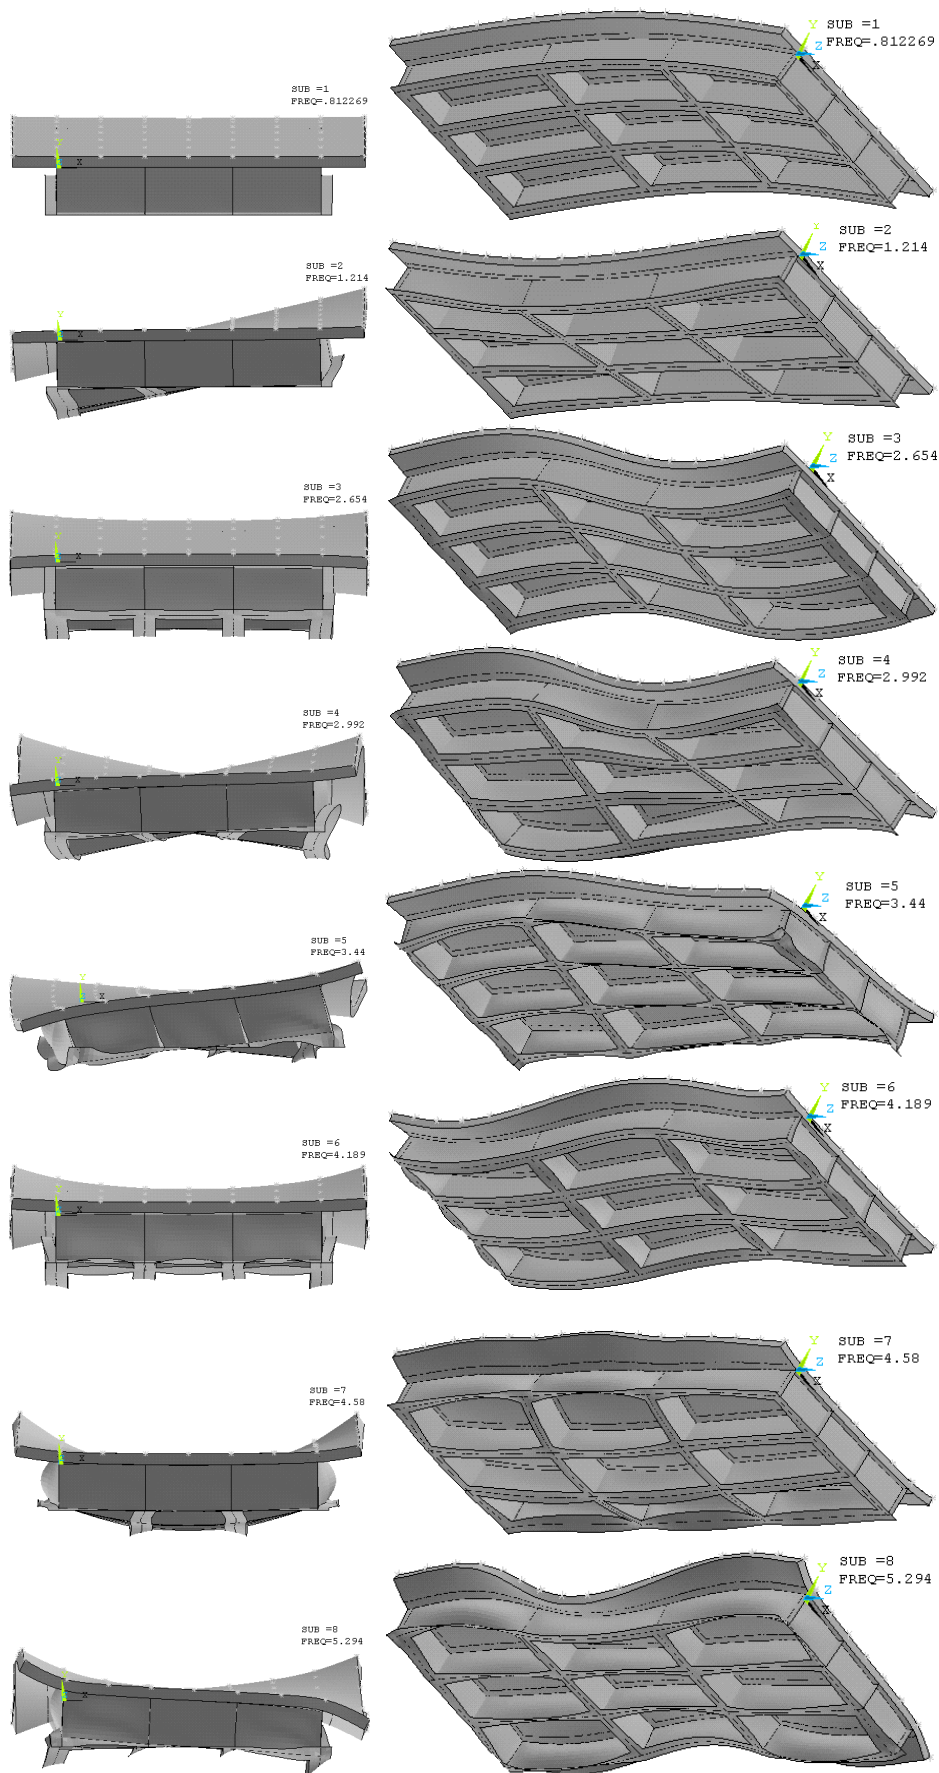 SUB =1
FREQ=.812269
Y
Z
X
SUB =1
FREQ=.812269
Y
X
SUB =2
FREQ=1.214
Y
Z
X
SUB =2
FREQ=1.214
Y
X
SUB =3
FREQ=2.654
Y
Z
X
SUB =3
FREQ=2.654
Y
X
SUB =4
FREQ=2.992
Y
Z
X
SUB =4
FREQ=2.992
Y
X
SUB =5
FREQ=3.44
Y
Z
X
SUB =5
FREQ=3.44
Y
X
SUB =6
FREQ=4.189
Y
Z
X
SUB =6
FREQ=4.189
Y
X
SUB =7
FREQ=4.58
Y
Z
X
SUB =7
FREQ=4.58
Y
SUB =8
FREQ=5.294
Y
Z
X
SUB =8
FREQ=5.294
Y
X